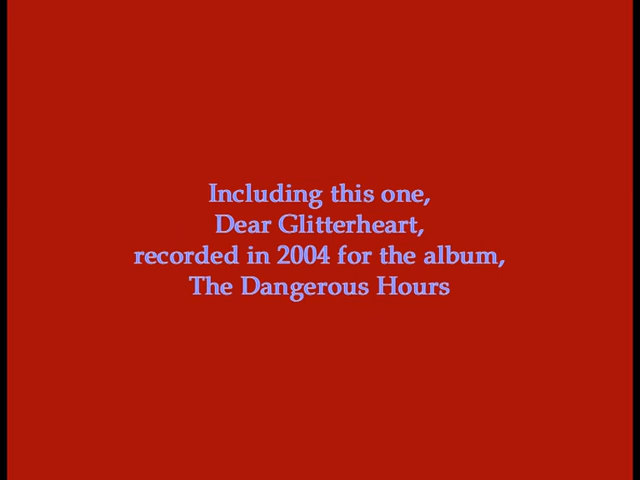 Including this one,
Dear Glitterheart,
recorded in 2004 for the album,
The Dangerous Hours